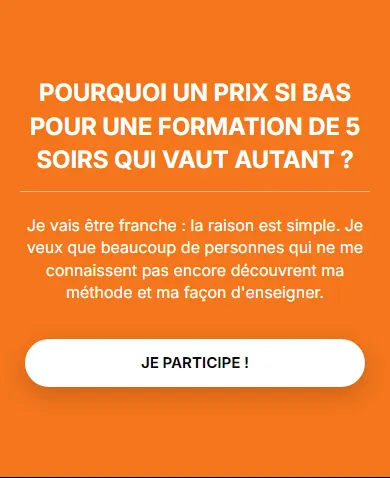 POURQUOI UN PRIX SI BAS
POUR UNE FORMATION DE 5
SOIRS QUI VAUT AUTANT ?
Je vais être franche : la raison est simple. Je
veux que beaucoup de personnes qui ne me
connaissent pas encore découvrent ma
méthode et ma façon d'enseigner.
JE PARTICIPE !